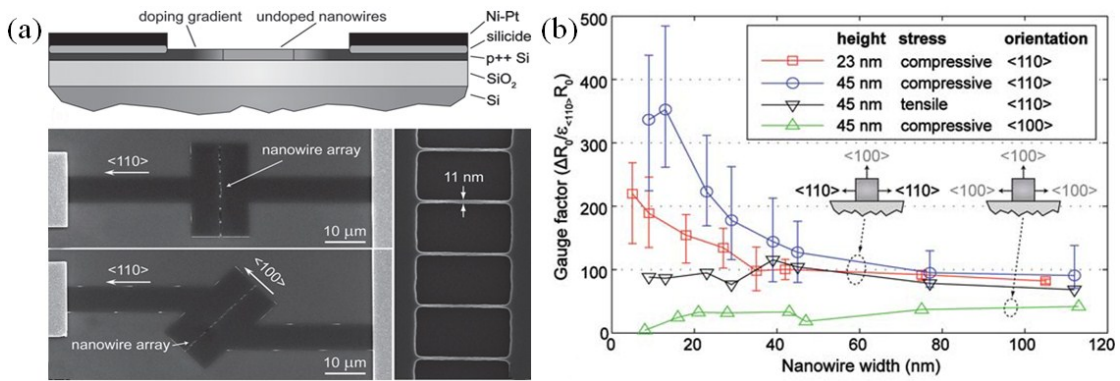 (a)
doping gradient
undoped nanowires
Ni-Pt
silicide
p++ Si
SiO2
Si
<110>
nanowire array
10 μm
<110>
<100>
nanowire array
10 μm
11 nm
(b)
height stress orientation
23 nm compressive <110>
45 nm compressive <110>
45 nm tensile <110>
45 nm compressive <100>
<100>
<110> <110>
<100>
<100> <100>
500
400
300
200
100
0
Gauge factor (ΔR0/ε<110>R0)
0 20 40 60 80 100 120
Nanowire width (nm)